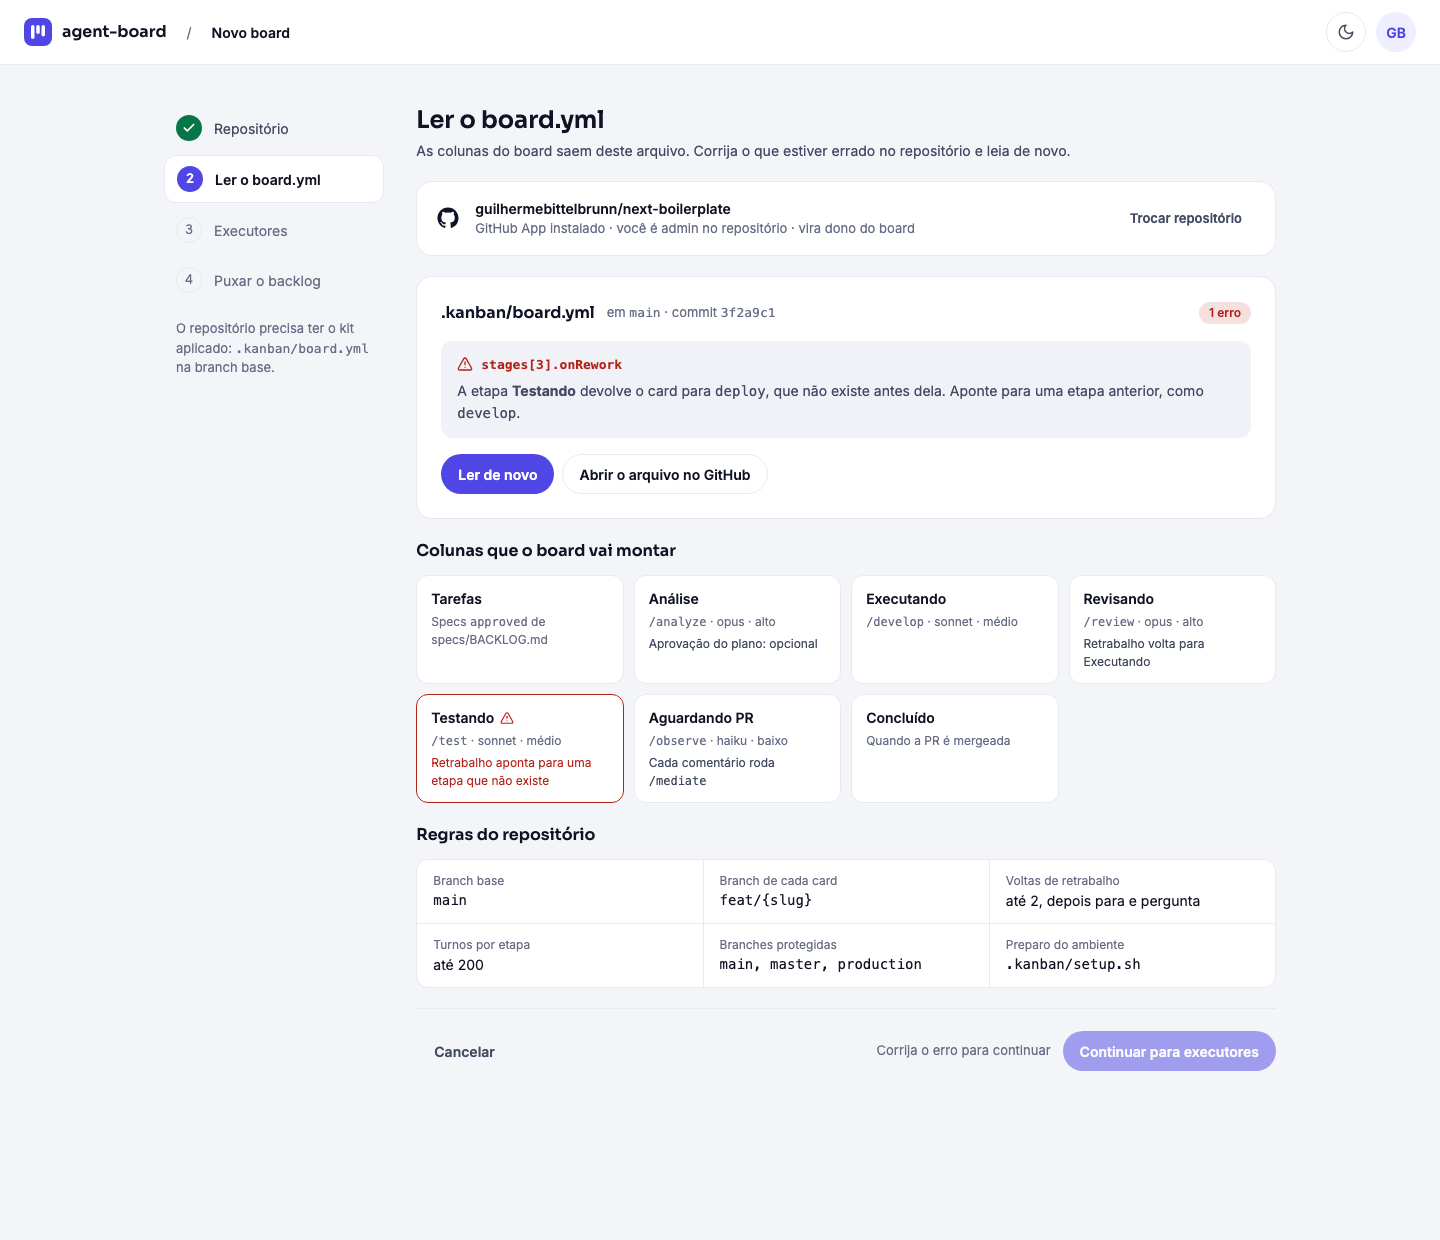 agent-board / Novo board
GB
Repositório
2 Ler o board.yml
3 Executores
4 Puxar o backlog
O repositório precisa ter o kit
aplicado: .kanban/board.yml
na branch base.
Ler o board.yml
As colunas do board saem deste arquivo. Corrija o que estiver errado no repositório e leia de novo.
guilhermebittelbrunn/next-boilerplate
GitHub App instalado · você é admin no repositório · vira dono do board
Trocar repositório
.kanban/board.yml em main · commit 3f2a9c1
1 erro
stages[3].onRework
A etapa Testando devolve o card para deploy, que não existe antes dela. Aponte para uma etapa anterior, como
develop.
Ler de novo
Abrir o arquivo no GitHub
Colunas que o board vai montar
Tarefas
Specs approved de
specs/BACKLOG.md
Análise
/analyze · opus · alto
Aprovação do plano: opcional
Executando
/develop · sonnet · médio
Revisando
/review · opus · alto
Retrabalho volta para
Executando
Testando
/test · sonnet · médio
Retrabalho aponta para uma
etapa que não existe
Aguardando PR
/observe · haiku · baixo
Cada comentário roda
/mediate
Concluído
Quando a PR é mergeada
Regras do repositório
Branch base
main
Branch de cada card
feat/{slug}
Voltas de retrabalho
até 2, depois para e pergunta
Turnos por etapa
até 200
Branches protegidas
main, master, production
Preparo do ambiente
.kanban/setup.sh
Cancelar
Corrija o erro para continuar
Continuar para executores